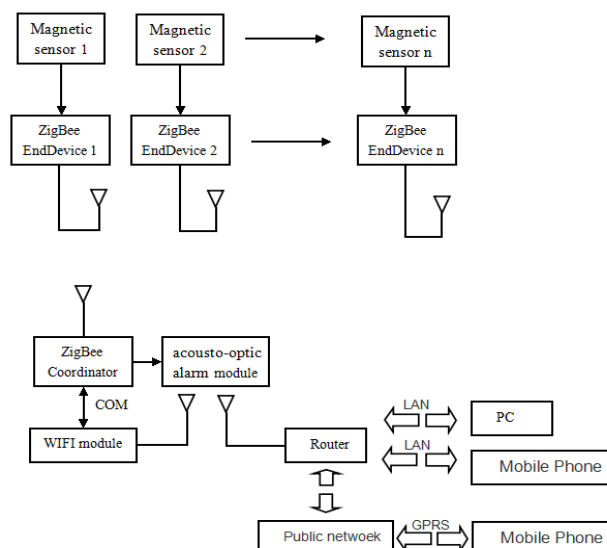 Magnetic
sensor 1
Magnetic
sensor 2
Magnetic
sensor n
ZigBee
EndDevice 1
ZigBee
EndDevice 2
ZigBee
EndDevice n
ZigBee
Coordinator
acousto-optic
alarm module
COM
LAN
PC
WIFI module
Router
LAN
Mobile Phone
Public netwoek
GPRS
Mobile Phone